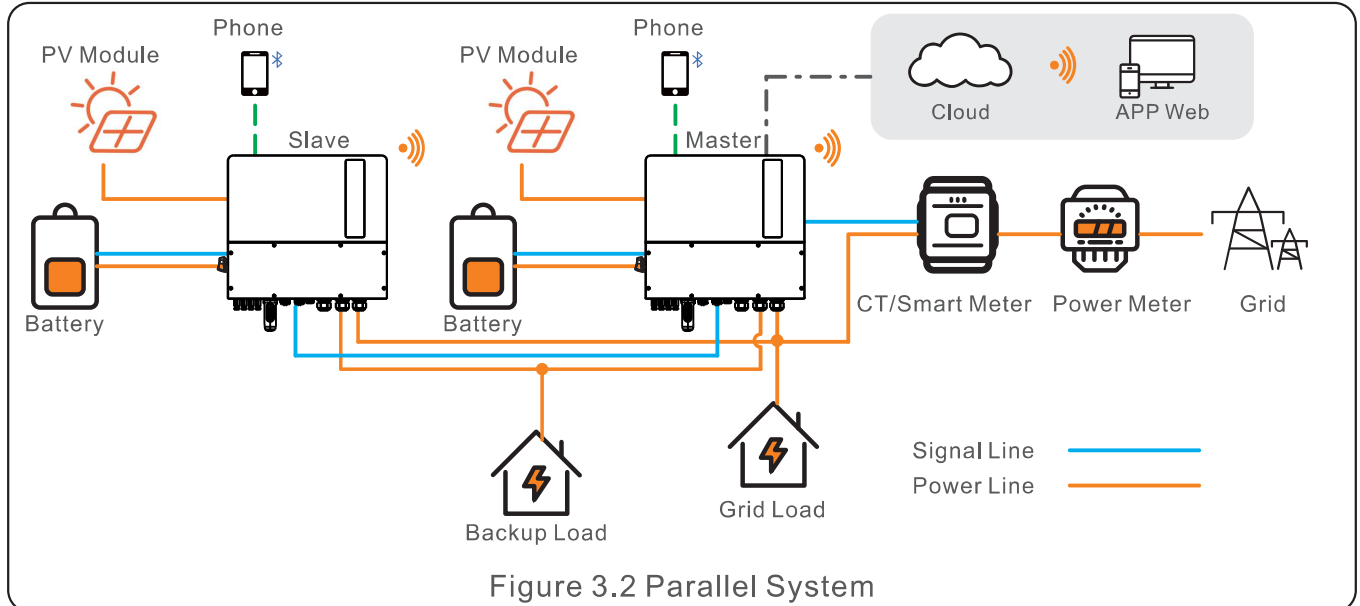 Phone
Phone
PV Module
PV Module
Slave
Master
Cloud
APP Web
Battery
Battery
CT/Smart Meter
Power Meter
Grid
Signal Line
Power Line
Grid Load
Backup Load
Figure 3.2 Parallel System